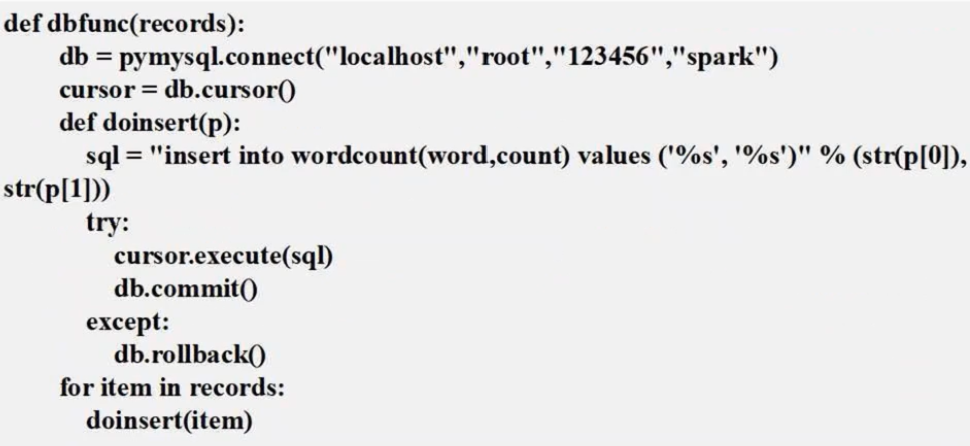 def dbfunc(records):
db = pymysql.connect("localhost","root","123456","spark")
cursor = db.cursor()
def doinsert(p):
sql = "insert into wordcount(word,count) values ('%s', '%s')" % (str(p[0]),
str(p[1]))
try:
cursor.execute(sql)
db.commit()
except:
db.rollback()
for item in records:
doinsert(item)